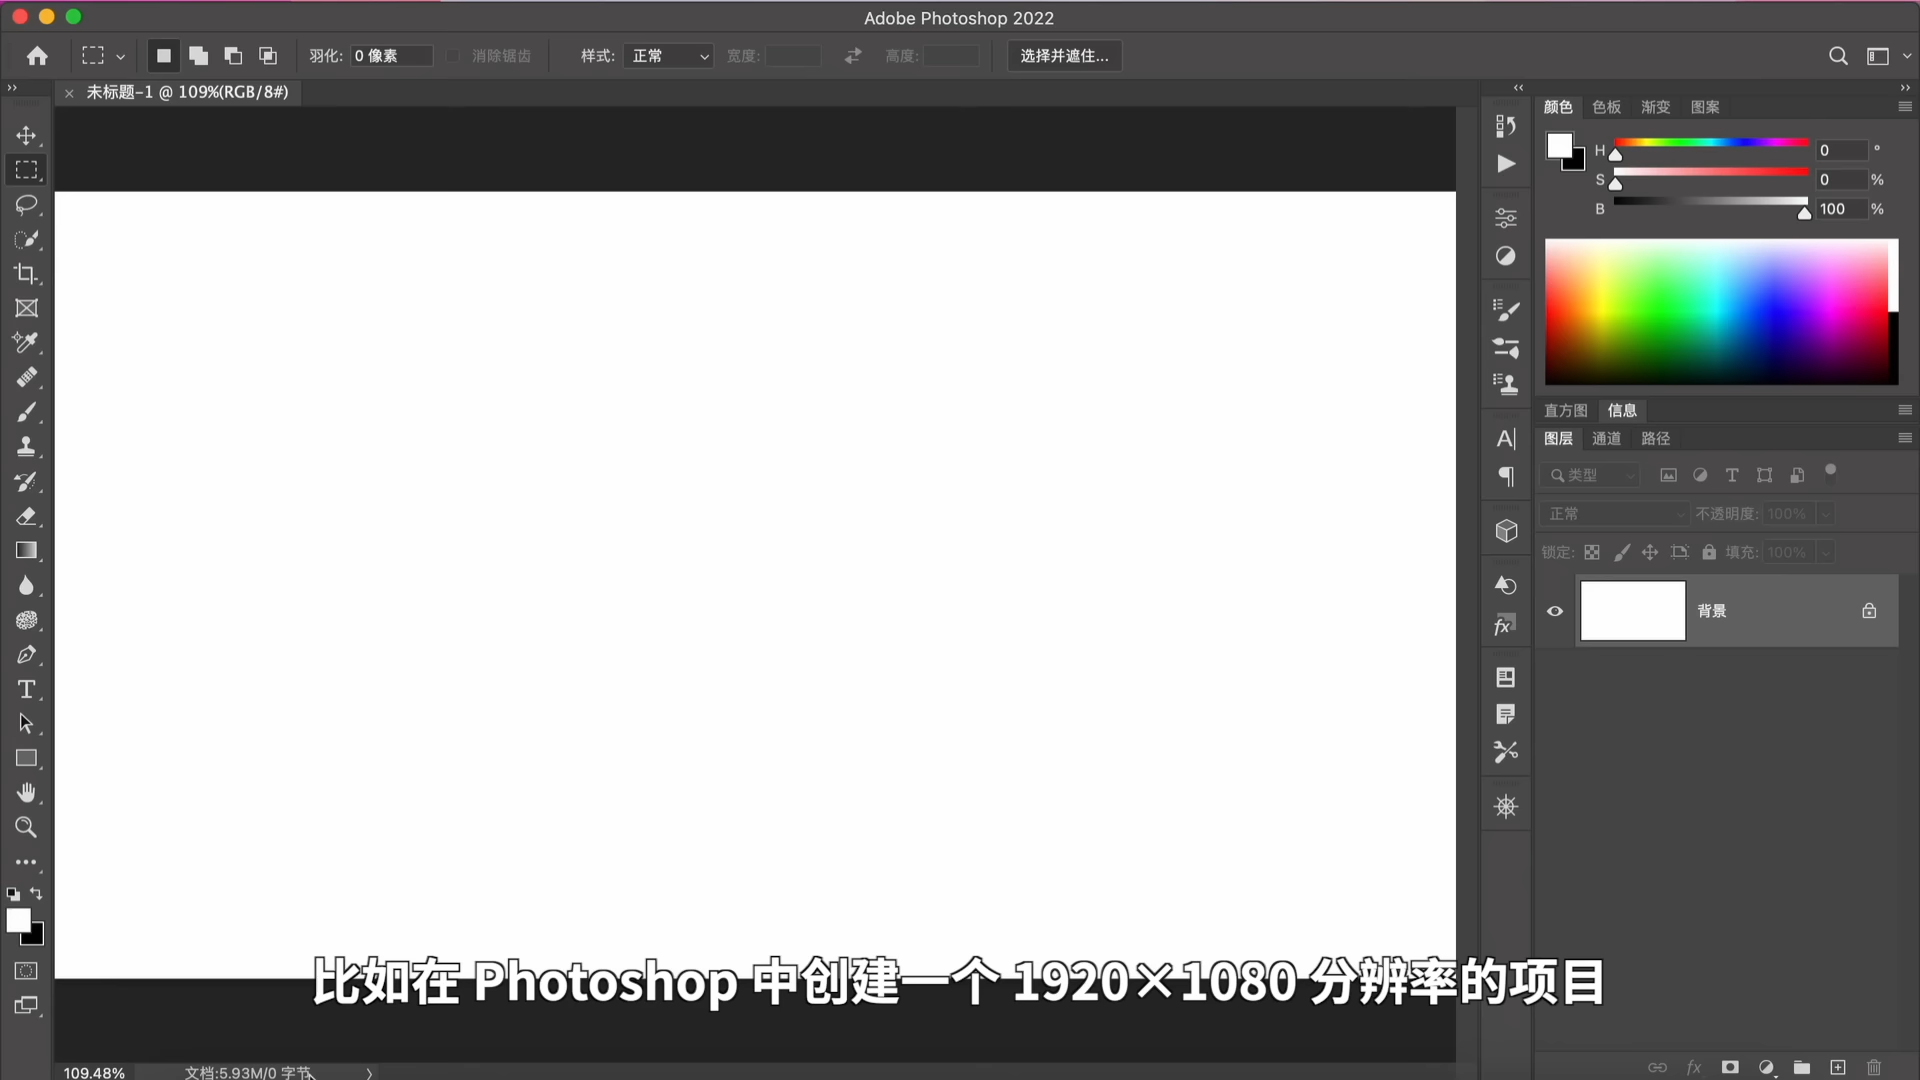 Adobe Photoshop 2022
羽化: 0 像素 消除锯齿 样式: 正常 宽度: 高度: 选择并遮住...
未标题-1 @ 109%(RGB/8#)
颜色 色板 渐变 图案
H 0 °
S 0 %
B 100 %
直方图 信息
图层 通道 路径
类型
正常 不透明度: 100%
锁定: 填充: 100%
背景
比如在 Photoshop 中创建一个 1920×1080 分辨率的项目
109.48% 文档:5.93M/0 字节